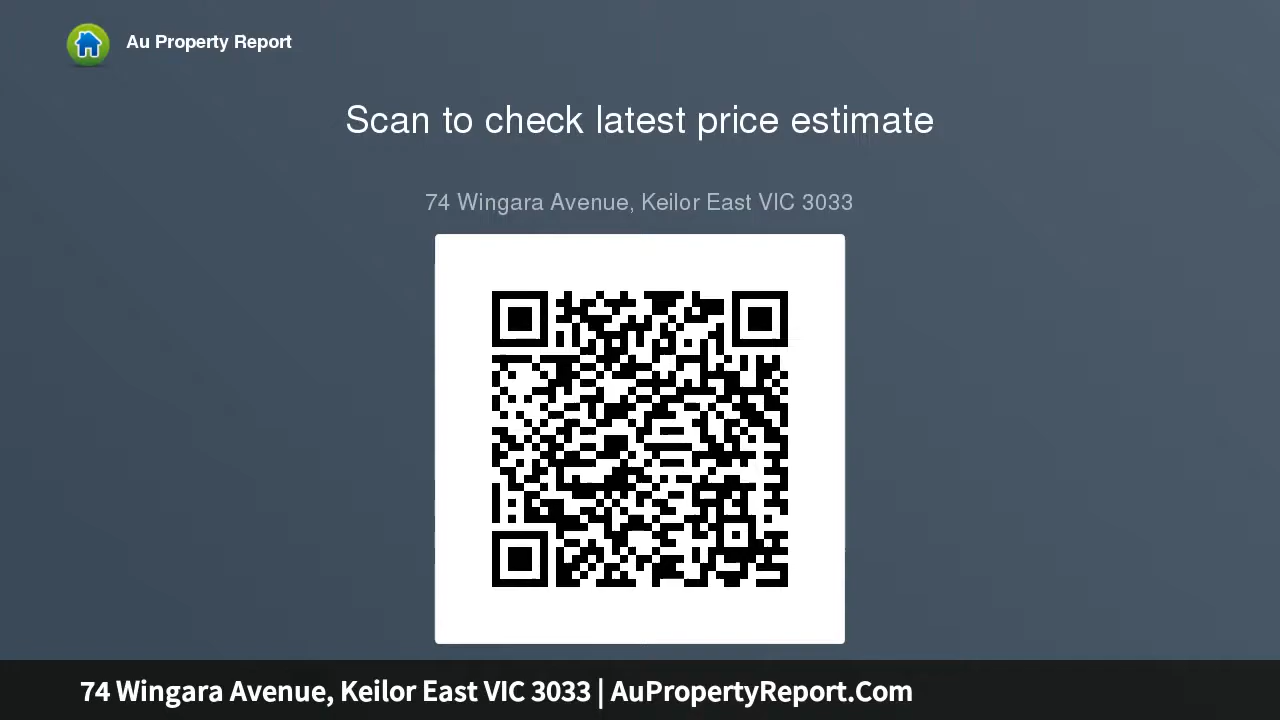 Au Property Report
Scan to check latest price estimate
74 Wingara Avenue, Keilor East VIC 3033
74 Wingara Avenue, Keilor East VIC 3033 | AuPropertyReport.Com